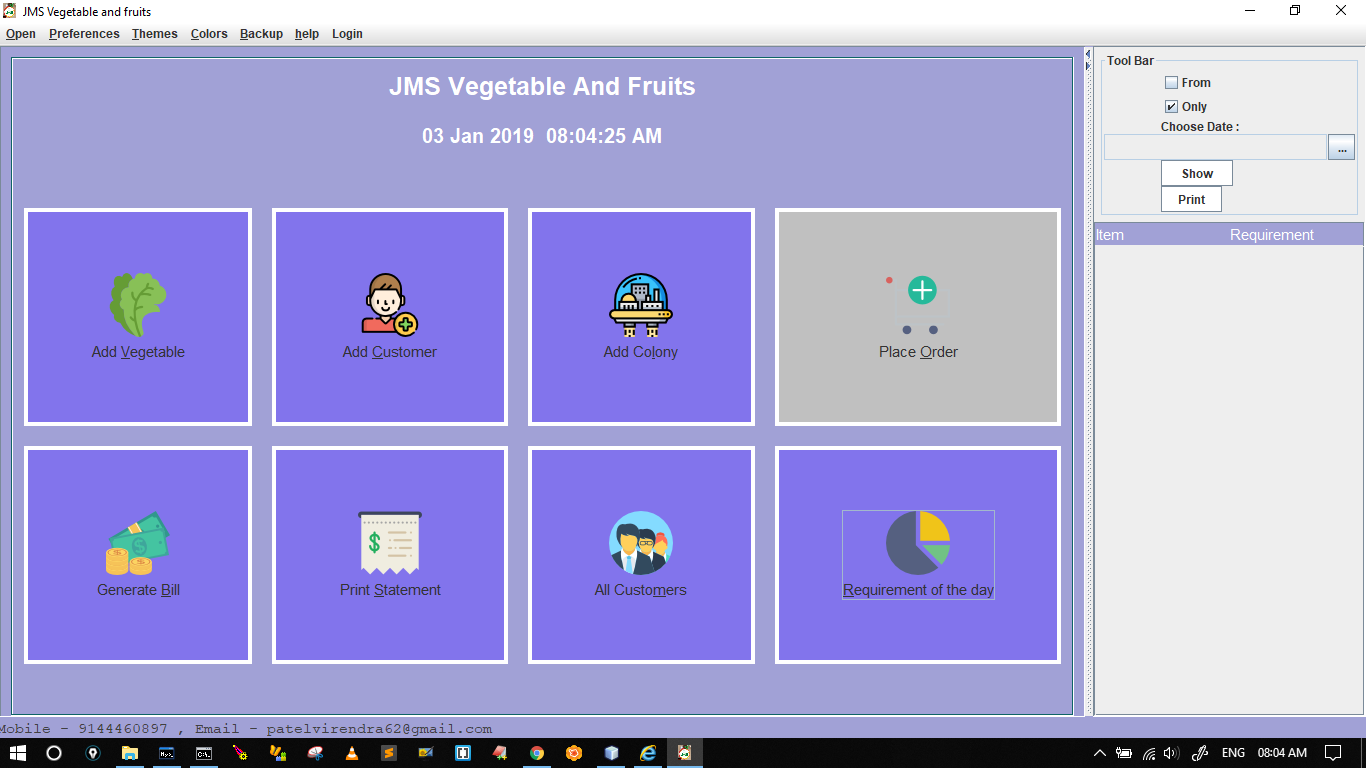 JMS Vegetable and fruits
Open Preferences Themes Colors Backup help Login
JMS Vegetable And Fruits
03 Jan 2019 08:04:25 AM
Add Vegetable
Add Customer
Add Colony
Place Order
Generate Bill
Print Statement
All Customers
Requirement of the day
Tool Bar
From
Only
Choose Date :
...
Show
Print
Item Requirement
Mobile - 9144460897 , Email - patelvirendra62@gmail.com
ENG 08:04 AM